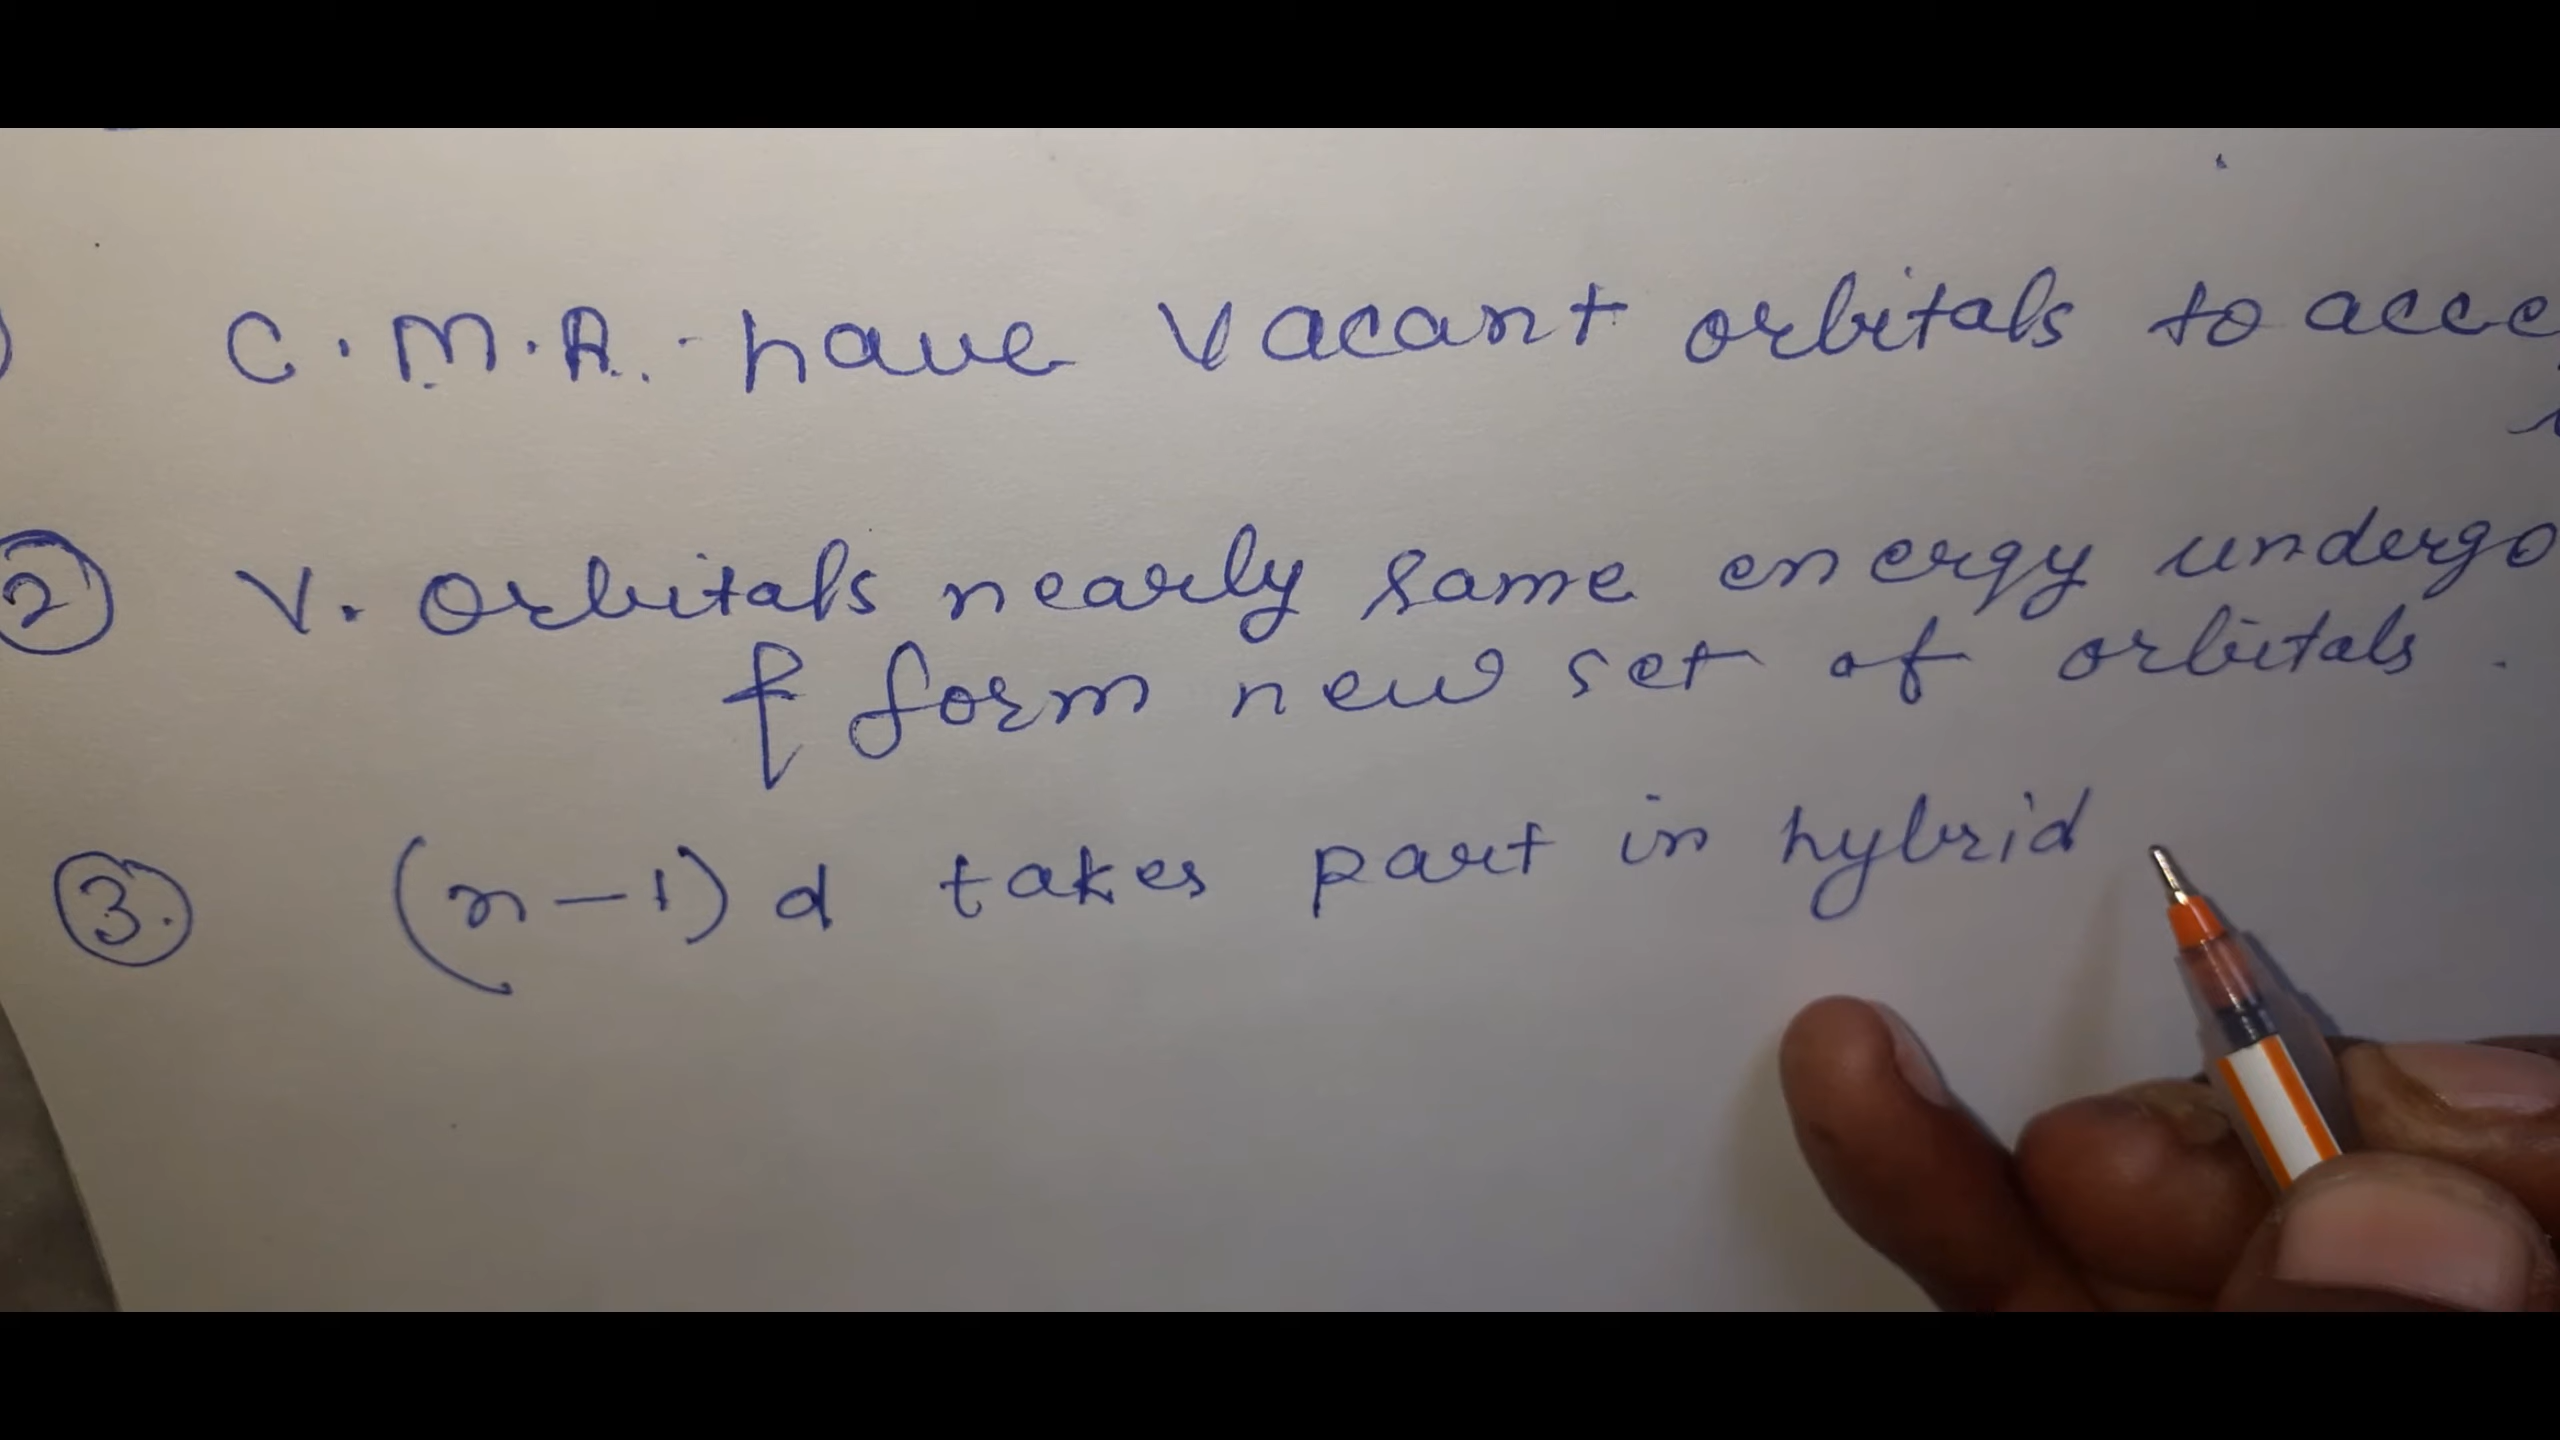 C.M.A. have vacant orbitals to acce
② V. orbitals nearly same energy undergo
& form new set of orbitals.
③. (n-1) d takes part in hybrid